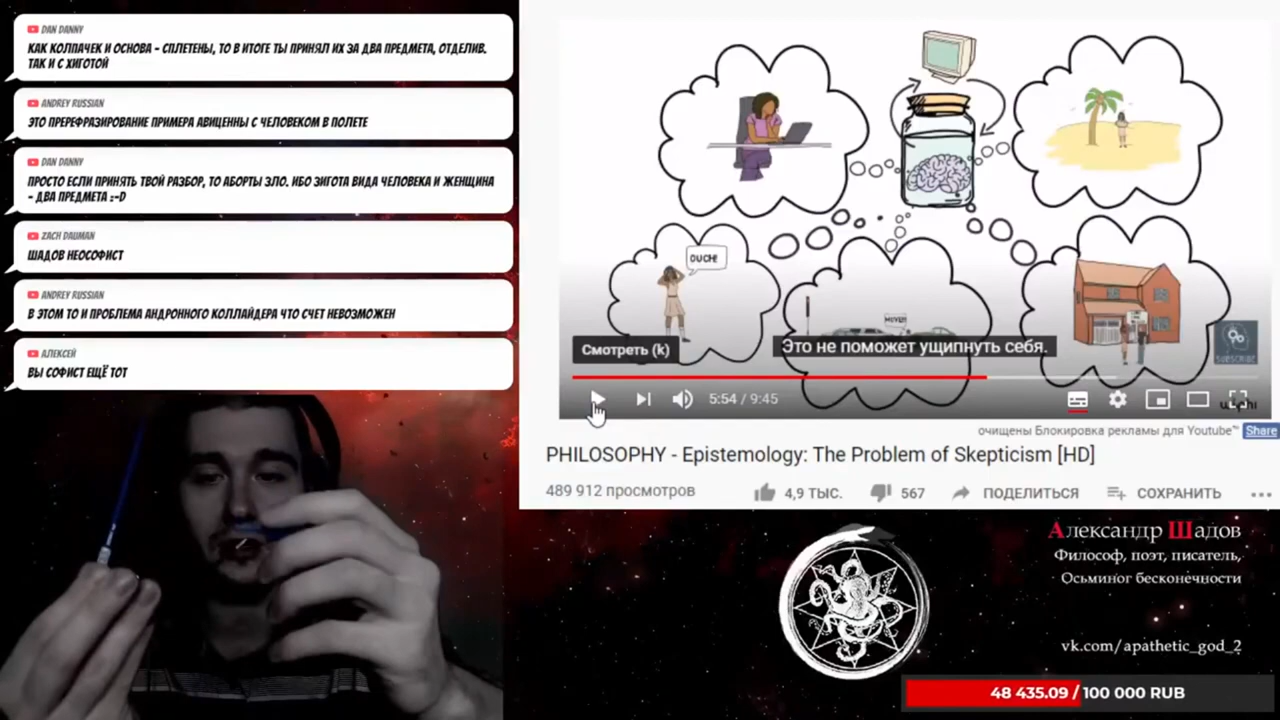 DAN DANNY
КАК КОЛПАЧЕК И ОСНОВА - СПЛЕТЕНЫ, ТО В ИТОГЕ ТЫ ПРИНЯЛ ИХ ЗА ДВА ПРЕДМЕТА, ОТДЕЛИВ.
ТАК И С ХИГОТОЙ
ANDREY RUSSIAN
ЭТО ПРЕРЕФРАЗИРОВАНИЕ ПРИМЕРА АВИЦЕННЫ С ЧЕЛОВЕКОМ В ПОЛЕТЕ
DAN DANNY
ПРОСТО ЕСЛИ ПРИНЯТЬ ТВОЙ РАЗБОР, ТО АБОРТЫ ЗЛО. ИБО ЗИГОТА ВИДА ЧЕЛОВЕКА И ЖЕНЩИНА
- ДВА ПРЕДМЕТА :-D
ZACH DAUMAN
ШАДОВ НЕОСОФИСТ
ANDREY RUSSIAN
В ЭТОМ ТО И ПРОБЛЕМА АНДРОННОГО КОЛЛАЙДЕРА ЧТО СЧЕТ НЕВОЗМОЖЕН
АЛЕКСЕЙ
ВЫ СОФИСТ ЕЩЁ ТОТ
OUCH!
Смотреть (k)
Это не поможет ущипнуть себя.
SUBSCRIBE
5:54 / 9:45
очищены Блокировка рекламы для Youtube™ Share
PHILOSOPHY - Epistemology: The Problem of Skepticism [HD]
489 912 просмотров
4,9 ТЫС.
567
ПОДЕЛИТЬСЯ
СОХРАНИТЬ
Александр Шадов
Философ, поэт, писатель,
Осьминог бесконечности
vk.com/apathetic_god_2
48 435.09 / 100 000 RUB